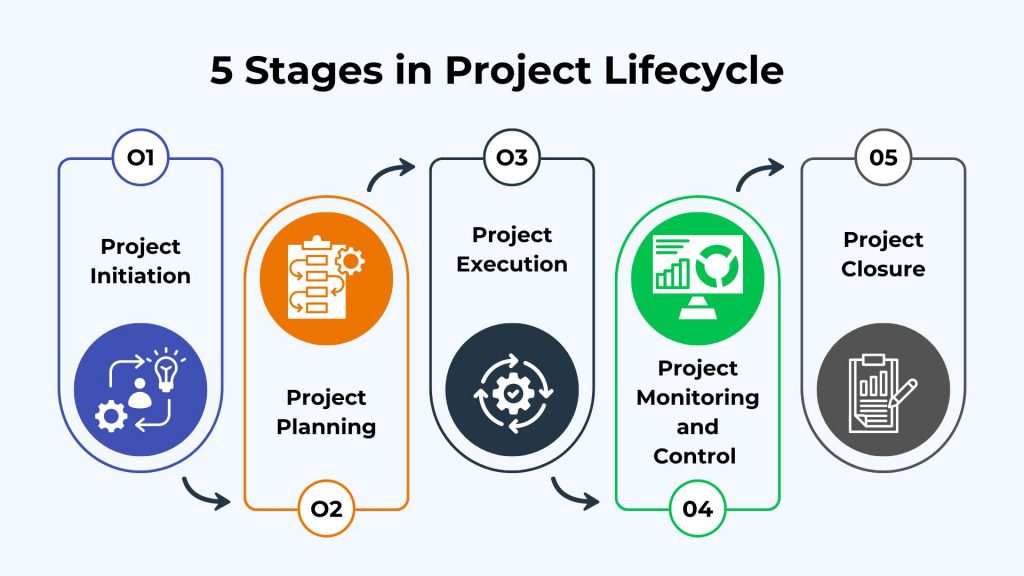 5 Stages in Project Lifecycle
01
Project
Initiation
Project
Planning
02
03
Project
Execution
Project
Monitoring
and
Control
04
05
Project
Closure